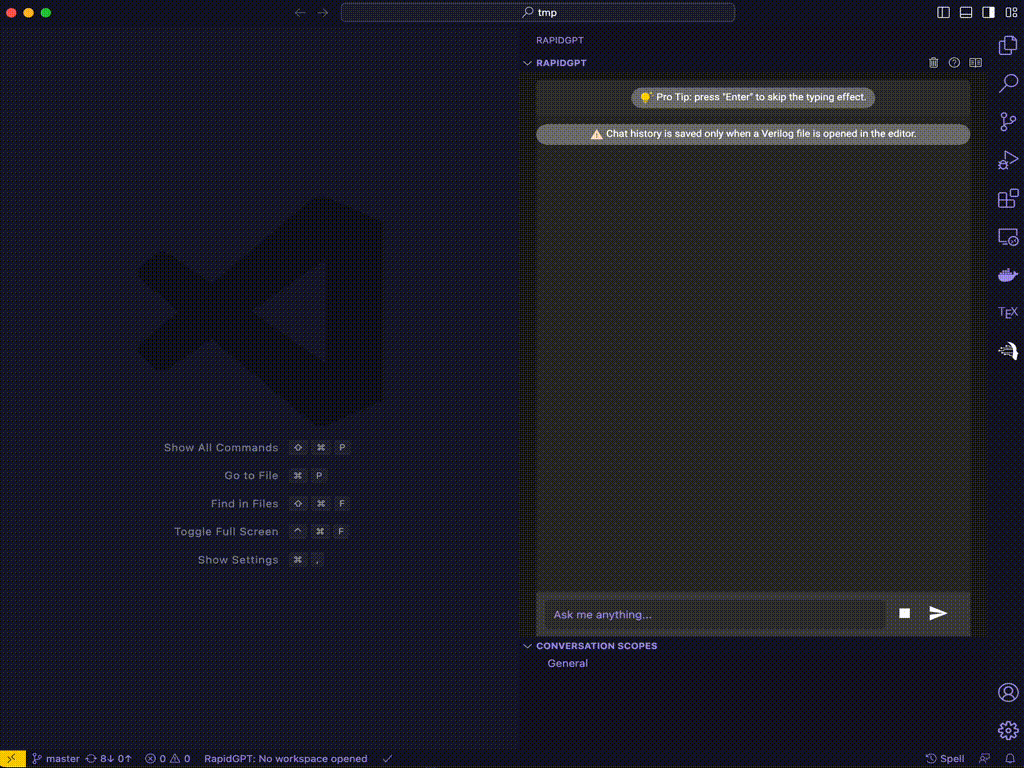 tmp
RAPIDGPT
RAPIDGPT
Pro Tip: press "Enter" to skip the typing effect.
Chat history is saved only when a Verilog file is opened in the editor.
TEX
Show All Commands ⇧ ⌘ P
Go to File ⌘ P
Find in Files ⇧ ⌘ F
Toggle Full Screen ^ ⌘ F
Show Settings ⌘ ,
Ask me anything...
CONVERSATION SCOPES
General
master 8↓ 0↑ 0 0 RapidGPT: No workspace opened Spell